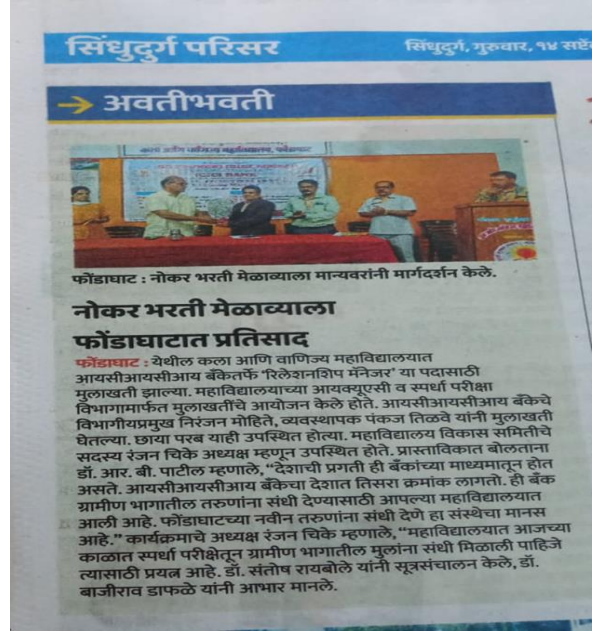 सिंधुदुर्ग परिसर
सिंधुदुर्ग, गुरुवार, १४ सप्टें
अवतीभवती
कला आणि वाणिज्य महाविद्यालय, फोंडाघाट
फोंडाघाट : नोकर भरती मेळाव्याला मान्यवरांनी मार्गदर्शन केले.
नोकर भरती मेळाव्याला
फोंडाघाटात प्रतिसाद
फोंडाघाट : येथील कला आणि वाणिज्य महाविद्यालयात
आयसीआयसीआय बँकेतर्फे ‘रिलेशनशिप मॅनेजर’ या पदासाठी
मुलाखती झाल्या. महाविद्यालयाच्या आयक्यूएसी व स्पर्धा परीक्षा
विभागामार्फत मुलाखतींचे आयोजन केले होते. आयसीआयसीआय बँकेचे
विभागीयप्रमुख निरंजन मोहिते, व्यवस्थापक पंकज तिळवे यांनी मुलाखती
घेतल्या. छाया परब याही उपस्थित होत्या. महाविद्यालय विकास समितीचे
सदस्य रंजन चिके अध्यक्ष म्हणून उपस्थित होते. प्रास्ताविकात बोलताना
डॉ. आर. बी. पाटील म्हणाले, “देशाची प्रगती ही बँकांच्या माध्यमातून होत
असते. आयसीआयसीआय बँकेचा देशात तिसरा क्रमांक लागतो. ही बँक
ग्रामीण भागातील तरुणांना संधी देण्यासाठी आपल्या महाविद्यालयात
आली आहे. फोंडाघाटच्या नवीन तरुणांना संधी देणे हा संस्थेचा मानस
आहे.” कार्यक्रमाचे अध्यक्ष रंजन चिके म्हणाले, “महाविद्यालयात आजच्या
काळात स्पर्धा परीक्षेतून ग्रामीण भागातील मुलांना संधी मिळाली पाहिजे
त्यासाठी प्रयत्न आहे. डॉ. संतोष रायबोले यांनी सूत्रसंचालन केले, डॉ.
बाजीराव डाफळे यांनी आभार मानले.